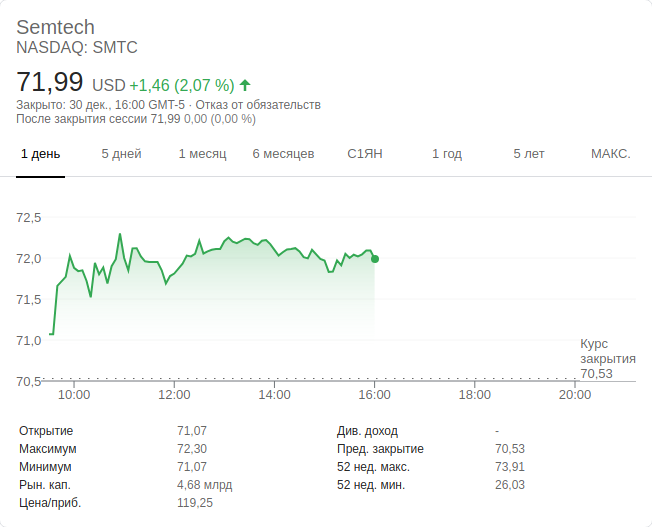 Semtech
NASDAQ: SMTC
71,99 USD +1,46 (2,07 %)
Закрыто: 30 дек., 16:00 GMT-5 · Отказ от обязательств
После закрытия сессии 71,99 0,00 (0,00 %)
1 день 5 дней 1 месяц 6 месяцев С1ЯН 1 год 5 лет МАКС.
72,5
72,0
71,5
71,0
Курс
закрытия
70,53
70,5
10:00 12:00 14:00 16:00 18:00 20:00
Открытие 71,07 Див. доход -
Максимум 72,30 Пред. закрытие 70,53
Минимум 71,07 52 нед. макс. 73,91
Рын. кап. 4,68 млрд 52 нед. мин. 26,03
Цена/приб. 119,25